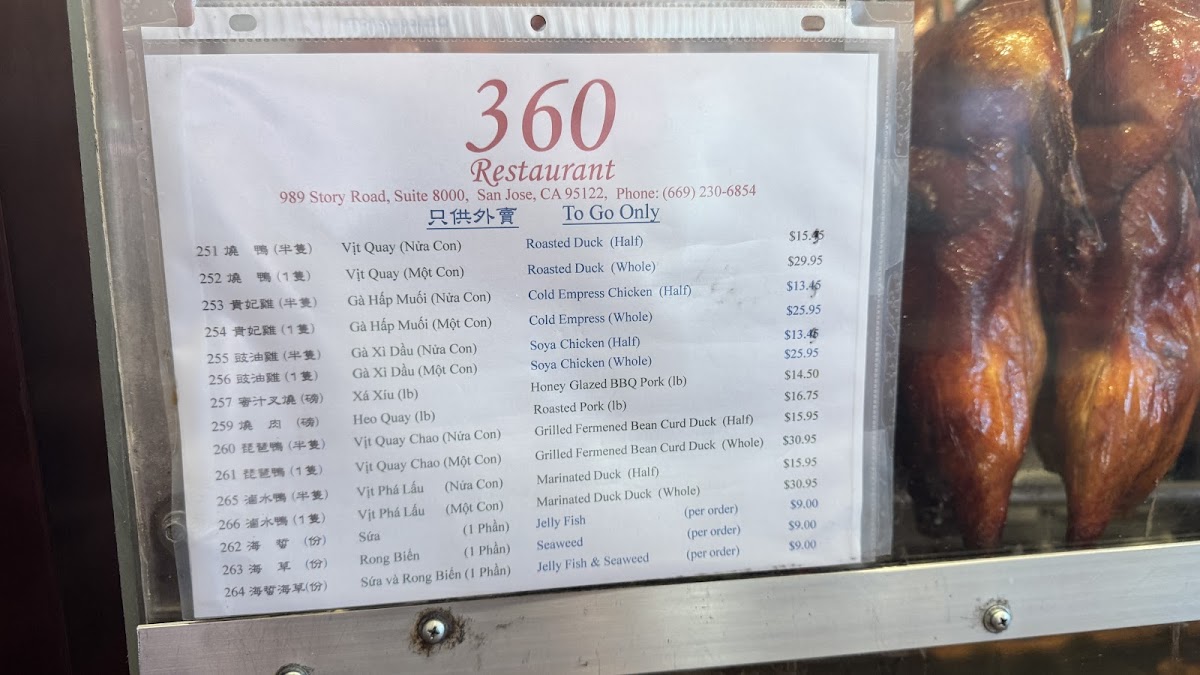 360
Restaurant
989 Story Road, Suite 8000, San Jose, CA 95122, Phone: (669) 230-6854
只供外賣 To Go Only
251 燒 鴨 (半隻) Vịt Quay (Nửa Con) Roasted Duck (Half)
252 燒 鴨 (1隻) Vịt Quay (Một Con) Roasted Duck (Whole) $29.95
253 貴妃雞 (半隻) Gà Hấp Muối (Nửa Con) Cold Empress Chicken (Half)
254 貴妃雞 (1隻) Gà Hấp Muối (Một Con) Cold Empress (Whole) $25.95
255 豉油雞 (半隻) Gà Xì Dầu (Nửa Con) Soya Chicken (Half)
256 豉油雞 (1隻) Gà Xì Dầu (Một Con) Soya Chicken (Whole) $25.95
257 蜜汁叉燒 (磅) Xá Xíu (lb) Honey Glazed BBQ Pork (lb) $14.50
259 燒 肉 (磅) Heo Quay (lb) Roasted Pork (lb) $16.75
260 琵琶鴨 (半隻) Vịt Quay Chao (Nửa Con) Grilled Fermened Bean Curd Duck (Half) $15.95
261 琵琶鴨 (1隻) Vịt Quay Chao (Một Con) Grilled Fermened Bean Curd Duck (Whole) $30.95
265 滷水鴨 (半隻) Vịt Phá Lấu (Nửa Con) Marinated Duck (Half) $15.95
266 滷水鴨 (1隻) Vịt Phá Lấu (Một Con) Marinated Duck Duck (Whole) $30.95
262 海 蜇 (份) Sứa (1 Phần) Jelly Fish (per order) $9.00
263 海 草 (份) Rong Biển (1 Phần) Seaweed (per order) $9.00
264 海蜇海草(份) Sứa và Rong Biển (1 Phần) Jelly Fish & Seaweed (per order) $9.00